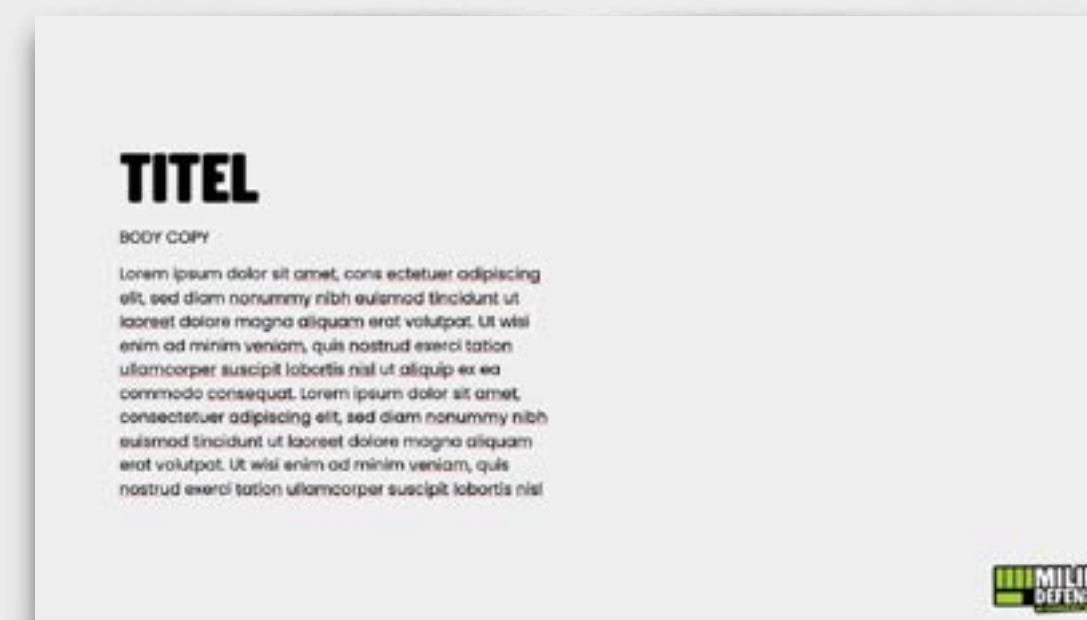 TITEL
BODY COPY
Lorem ipsum dolor sit amet, cons ectetuer adipiscing
elit, sed diam nonummy nibh euismod tincidunt ut
laoreet dolore magna aliquam erat volutpat. Ut wisi
enim ad minim veniam, quis nostrud exerci tation
ullamcorper suscipit lobortis nisl ut aliquip ex ea
commodo consequat. Lorem ipsum dolor sit amet,
consectetuer adipiscing elit, sed diam nonummy nibh
euismod tincidunt ut laoreet dolore magna aliquam
erat volutpat. Ut wisi enim ad minim veniam, quis
nostrud exerci tation ullamcorper suscipit lobortis nisl